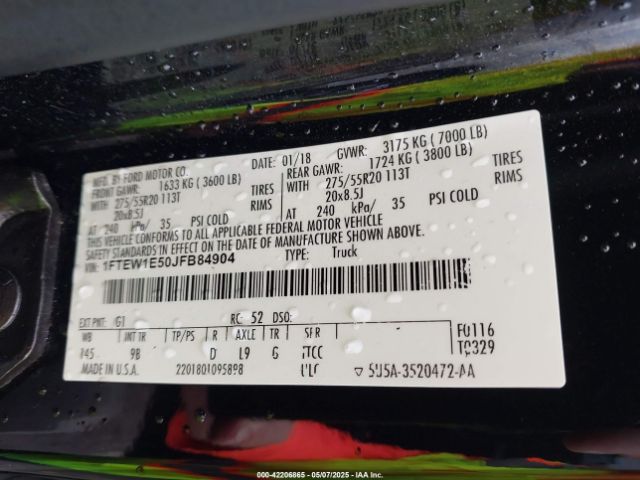 MFD. BY FORD MOTOR CO. DATE: 01/18 GVWR: 3175 KG (7000 LB)
FRONT GAWR: 1633 KG (3600 LB) REAR GAWR: 1724 KG (3800 LB)
WITH 275/55R20 113T TIRES WITH 275/55R20 113T TIRES
20x8.5J RIMS 20x8.5J RIMS
AT 240 kPa/ 35 PSI COLD AT 240 kPa/ 35 PSI COLD
THIS VEHICLE CONFORMS TO ALL APPLICABLE FEDERAL MOTOR VEHICLE
SAFETY STANDARDS IN EFFECT ON THE DATE OF MANUFACTURE SHOWN ABOVE.
VIN: 1FTEW1E50JFB84904 TYPE: Truck
EXT PNT: G1 RC: 52 DSO:
WB INT TR TP/PS R AXLE TR SPR F0116
145 9B D L9 G T0329
MADE IN U.S.A. 2201801095898 ▽ 5U5A-3520472-AA
000-42206865 - 05/07/2025 - IAA Inc.